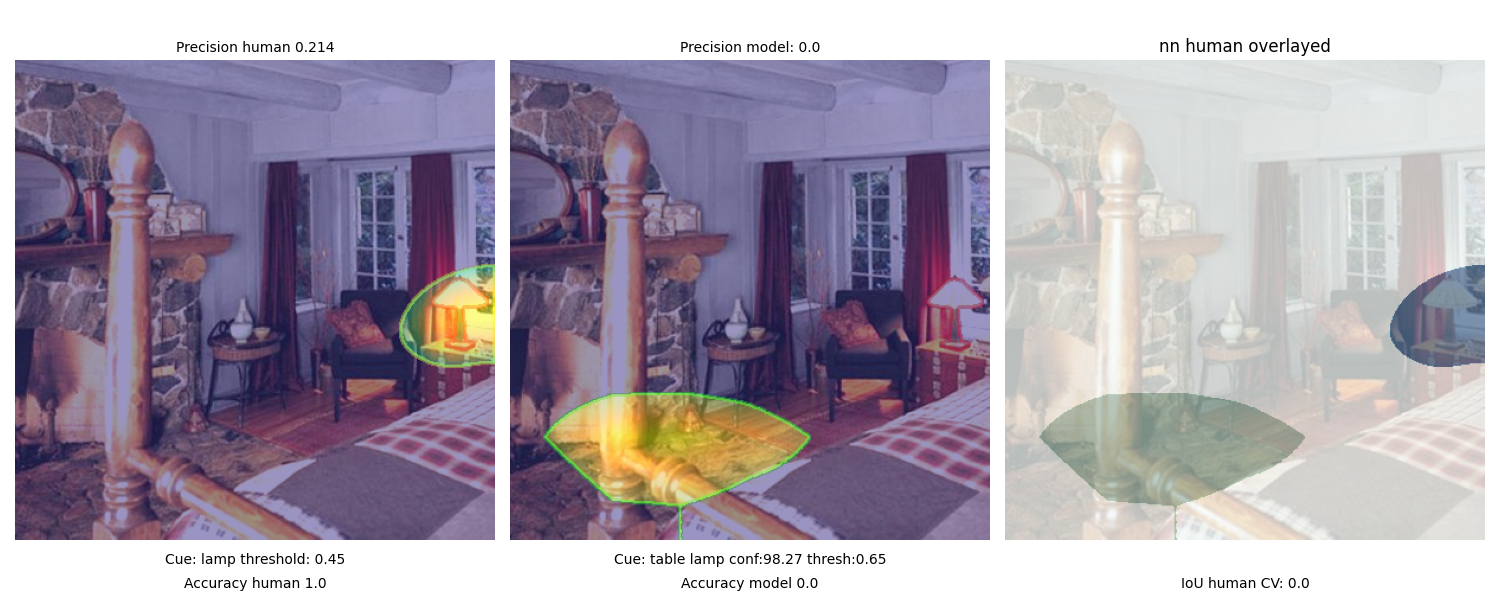 Precision human 0.214
Precision model: 0.0
nn human overlayed
Cue: lamp threshold: 0.45
Cue: table lamp conf:98.27 thresh:0.65
Accuracy human 1.0
Accuracy model 0.0
IoU human CV: 0.0